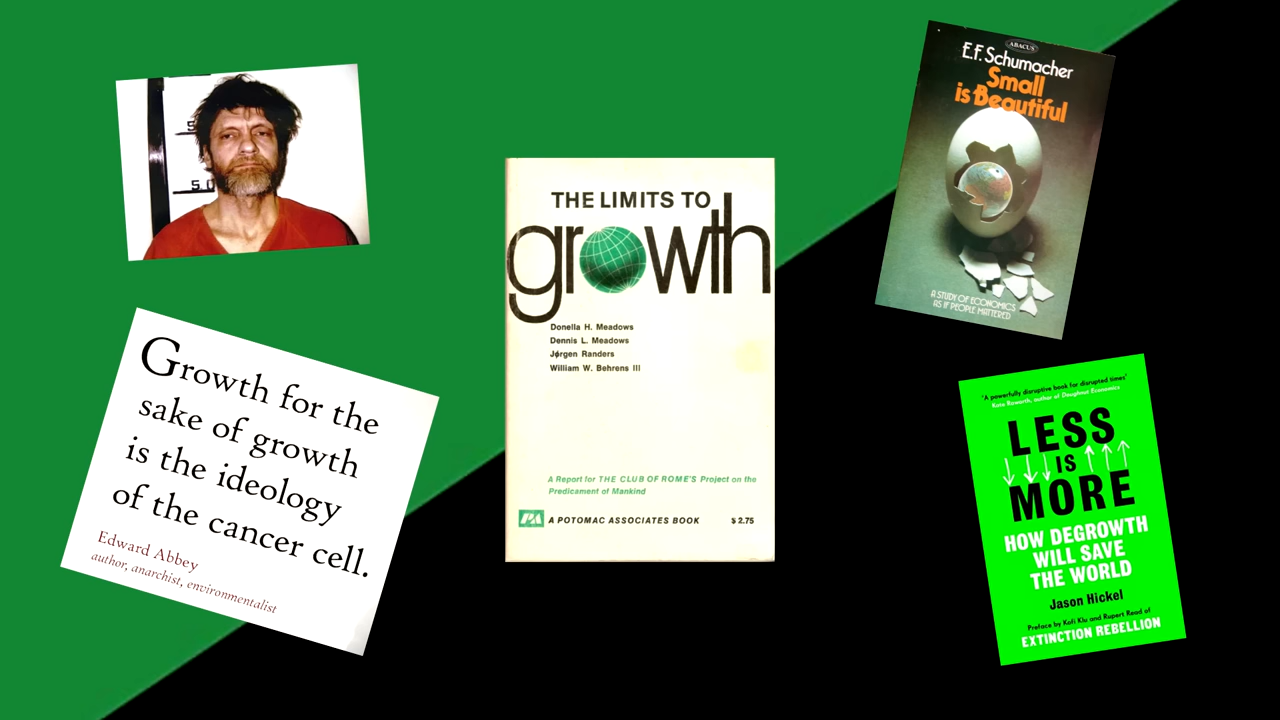 5
5 0
Growth for the
sake of growth
is the ideology
of the cancer cell.
Edward Abbey
author, anarchist, environmentalist
THE LIMITS TO
growth
Donella H. Meadows
Dennis L. Meadows
Jørgen Randers
William W. Behrens III
A Report for THE CLUB OF ROME'S Project on the
Predicament of Mankind
PA A POTOMAC ASSOCIATES BOOK $ 2.75
ABACUS
E.F. Schumacher
Small
is Beautiful
A STUDY OF ECONOMICS
AS IF PEOPLE MATTERED
"A powerfully disruptive book for disrupted times"
Kate Raworth, author of Doughnut Economics
LESS
IS
MORE
HOW DEGROWTH
WILL SAVE
THE WORLD
Jason Hickel
Preface by Kofi Klu and Rupert Read of
EXTINCTION REBELLION